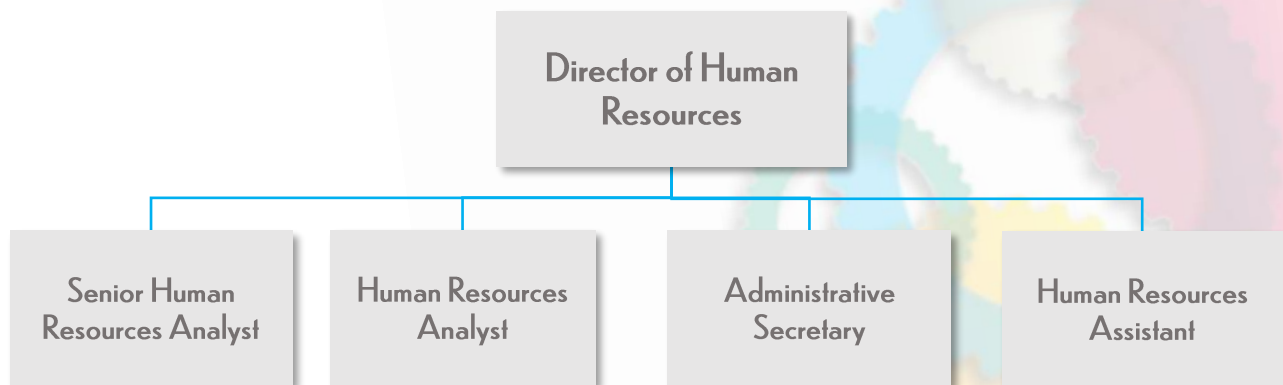 Director of Human
Resources
Senior Human
Resources Analyst
Human Resources
Analyst
Administrative
Secretary
Human Resources
Assistant